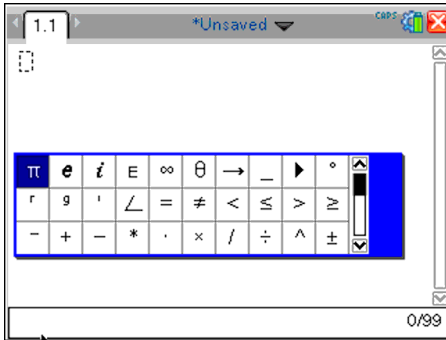 1.1 *Unsaved CAPS
π e i E ∞ θ → _ ▶ °
r g ' ∠ = ≠ < ≤ > ≥
⁻ + − * · × / ÷ ^ ±
0/99